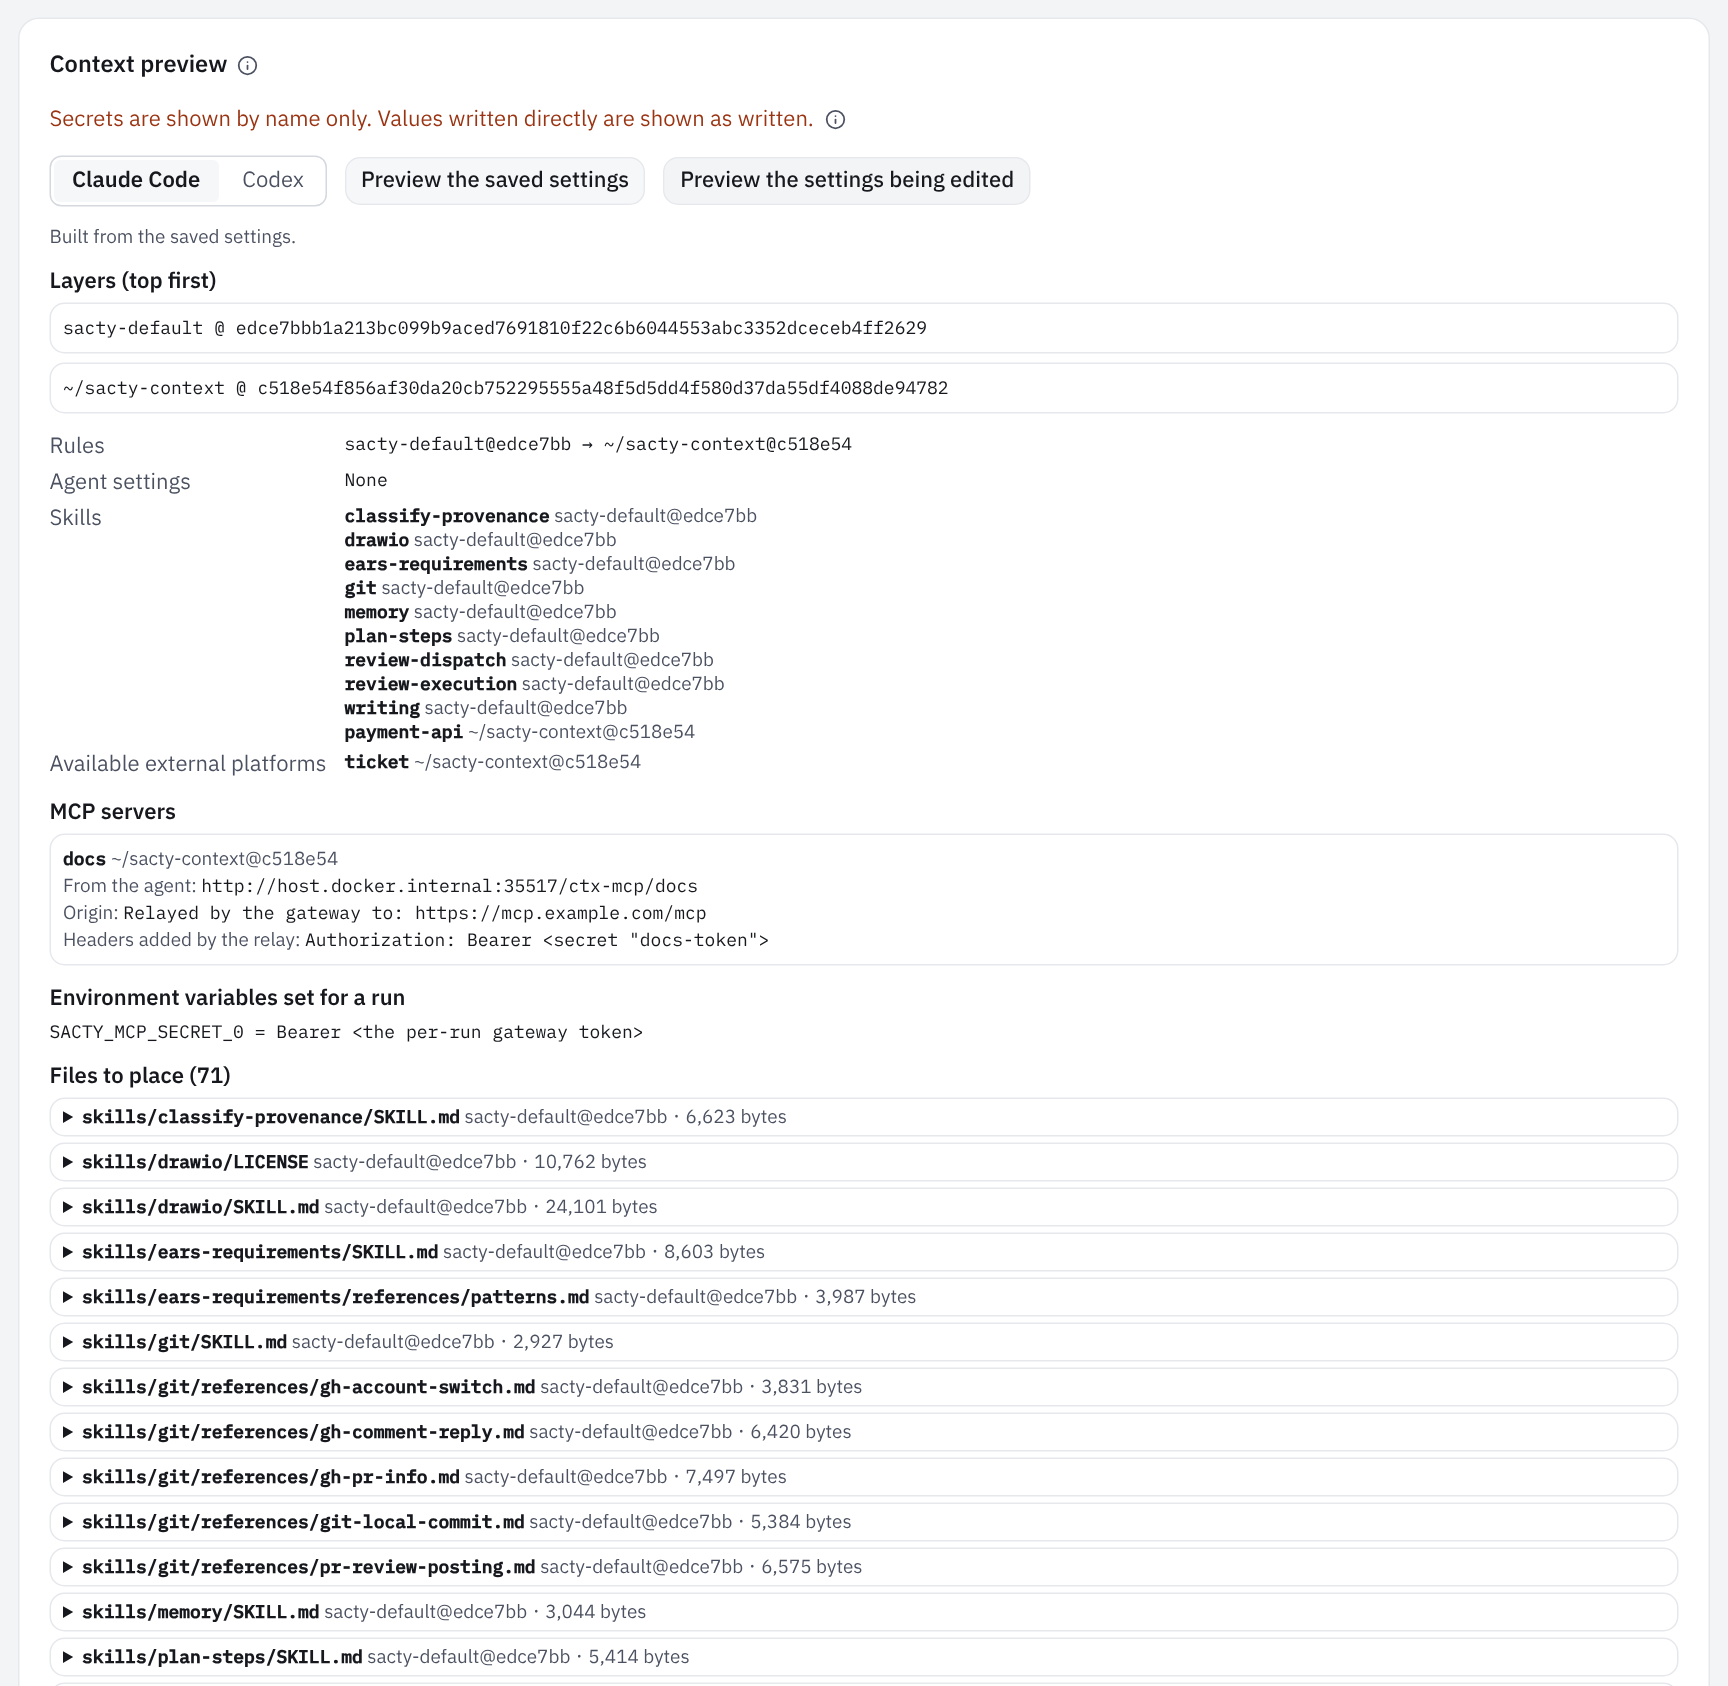 Context preview
Secrets are shown by name only. Values written directly are shown as written.
Claude Code Codex Preview the saved settings Preview the settings being edited
Built from the saved settings.
Layers (top first)
sacty-default @ edce7bbb1a213bc099b9aced7691810f22c6b6044553abc3352dceceb4ff2629
~/sacty-context @ c518e54f856af30da20cb752295555a48f5d5dd4f580d37da55df4088de94782
Rules sacty-default@edce7bb → ~/sacty-context@c518e54
Agent settings None
Skills classify-provenance sacty-default@edce7bb
drawio sacty-default@edce7bb
ears-requirements sacty-default@edce7bb
git sacty-default@edce7bb
memory sacty-default@edce7bb
plan-steps sacty-default@edce7bb
review-dispatch sacty-default@edce7bb
review-execution sacty-default@edce7bb
writing sacty-default@edce7bb
payment-api ~/sacty-context@c518e54
Available external platforms ticket ~/sacty-context@c518e54
MCP servers
docs ~/sacty-context@c518e54
From the agent: http://host.docker.internal:35517/ctx-mcp/docs
Origin: Relayed by the gateway to: https://mcp.example.com/mcp
Headers added by the relay: Authorization: Bearer <secret "docs-token">
Environment variables set for a run
SACTY_MCP_SECRET_0 = Bearer <the per-run gateway token>
Files to place (71)
skills/classify-provenance/SKILL.md sacty-default@edce7bb · 6,623 bytes
skills/drawio/LICENSE sacty-default@edce7bb · 10,762 bytes
skills/drawio/SKILL.md sacty-default@edce7bb · 24,101 bytes
skills/ears-requirements/SKILL.md sacty-default@edce7bb · 8,603 bytes
skills/ears-requirements/references/patterns.md sacty-default@edce7bb · 3,987 bytes
skills/git/SKILL.md sacty-default@edce7bb · 2,927 bytes
skills/git/references/gh-account-switch.md sacty-default@edce7bb · 3,831 bytes
skills/git/references/gh-comment-reply.md sacty-default@edce7bb · 6,420 bytes
skills/git/references/gh-pr-info.md sacty-default@edce7bb · 7,497 bytes
skills/git/references/git-local-commit.md sacty-default@edce7bb · 5,384 bytes
skills/git/references/pr-review-posting.md sacty-default@edce7bb · 6,575 bytes
skills/memory/SKILL.md sacty-default@edce7bb · 3,044 bytes
skills/plan-steps/SKILL.md sacty-default@edce7bb · 5,414 bytes